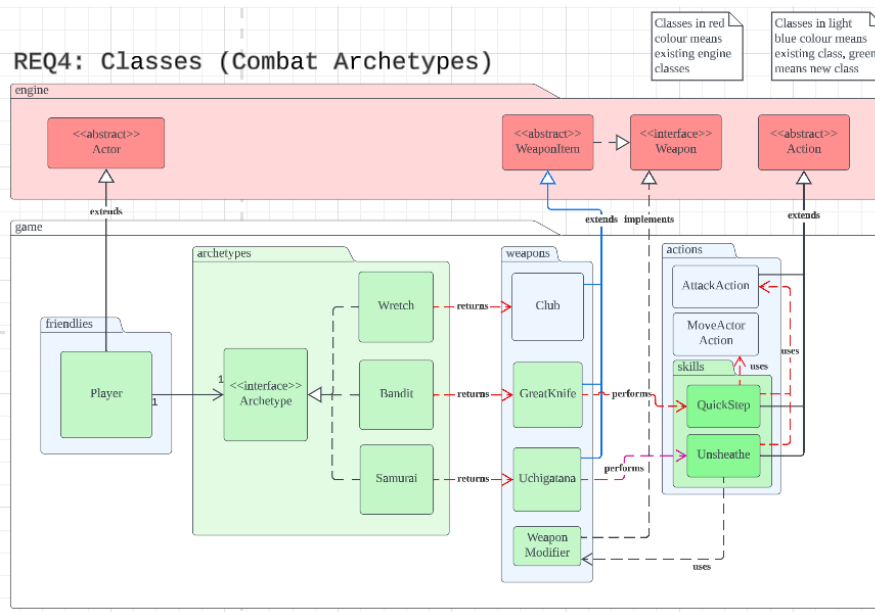 Classes in red
colour means
existing engine
classes
Classes in light
blue colour means
existing class, green
means new class
REQ4: Classes (Combat Archetypes)
engine
<<abstract>>
Actor
<<abstract>>
WeaponItem
<<interface>>
Weapon
<<abstract>>
Action
extends
extends
implements
extends
game
archetypes
weapons
actions
friendlies
Wretch
returns
Club
AttackAction
MoveActor
Action
uses
Player
1
1
<<interface>>
Archetype
Bandit
returns
GreatKnife
performs
skills
uses
QuickStep
Samurai
returns
Uchigatana
performs
Unsheathe
Weapon
Modifier
uses